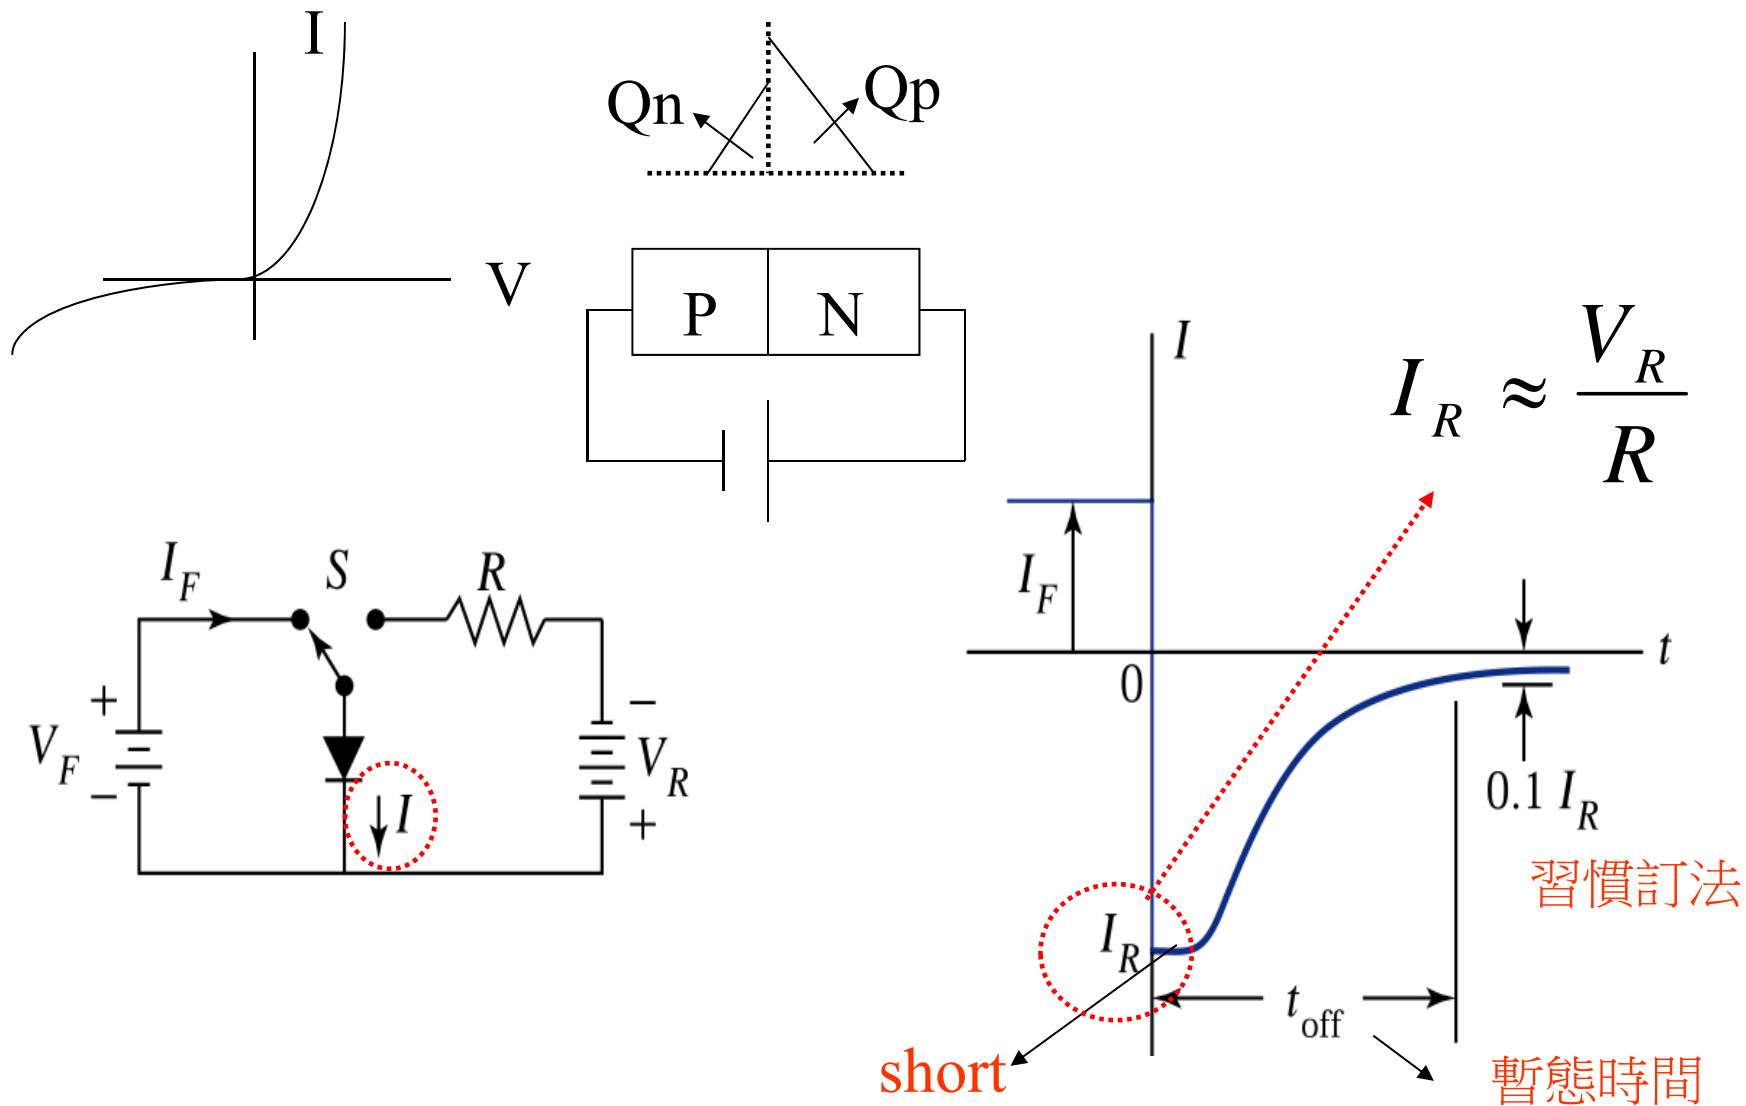 I
V
Qn
Qp
P
N
I_R ≈ V_R / R
I
I_F
0
t
0.1 I_R
習慣訂法
I_R
t_off
short
暫態時間
I_F
S
R
+
V_F
−
I
−
V_R
+